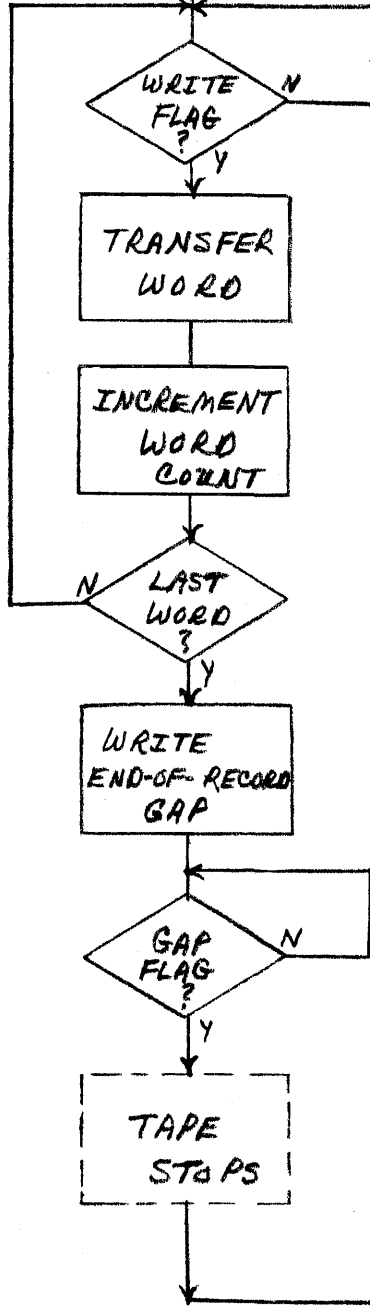 WRITE
FLAG
?
N
Y
TRANSFER
WORD
INCREMENT
WORD
COUNT
N
LAST
WORD
?
Y
WRITE
END-OF-RECORD
GAP
GAP
FLAG
?
N
Y
TAPE
STOPS